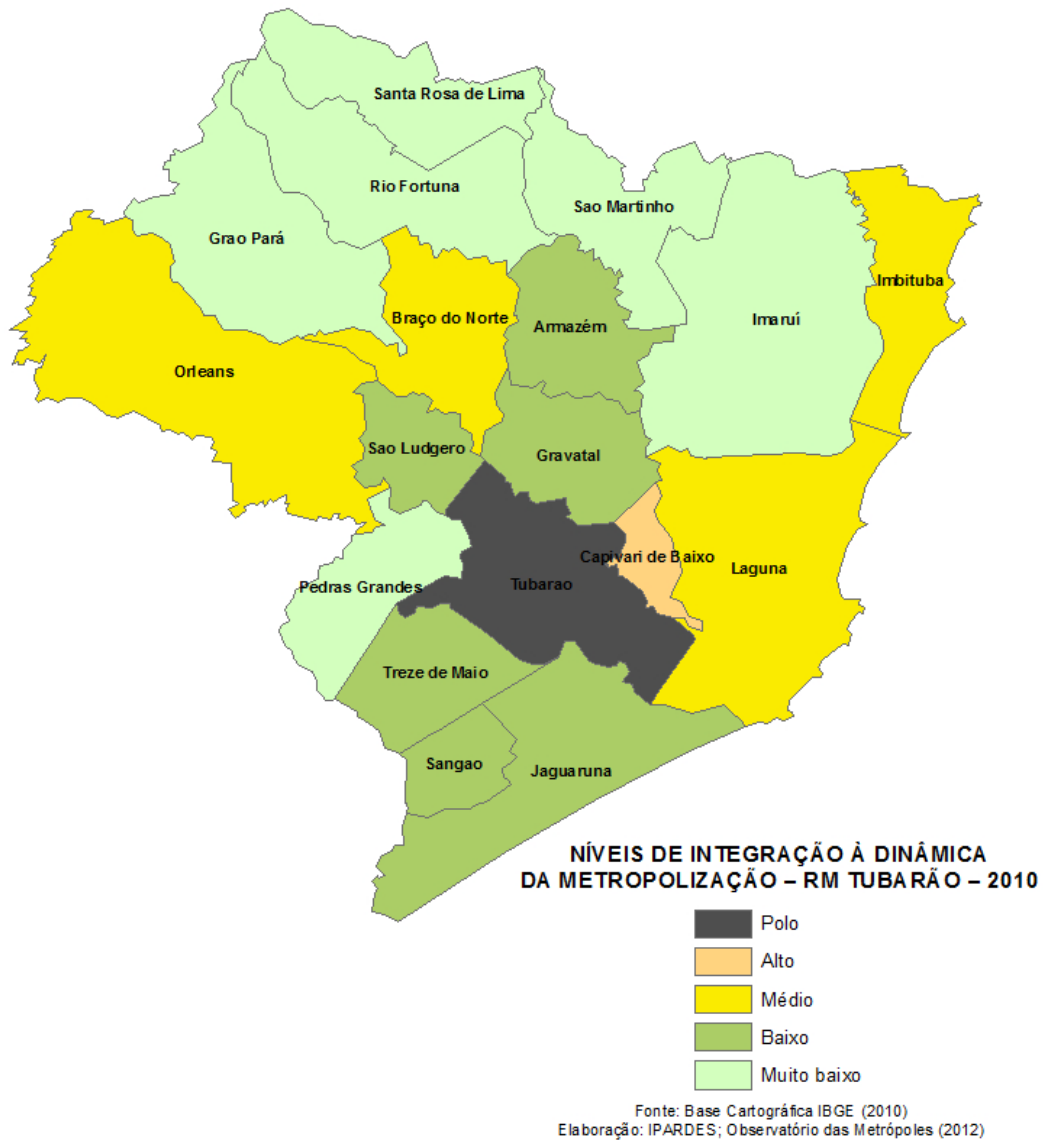 Santa Rosa de Lima
Rio Fortuna
Sao Martinho
Grao Pará
Imbituba
Braço do Norte
Armazém
Imaruí
Orleans
Sao Ludgero
Gravatal
Capivari de Baixo
Laguna
Pedras Grandes
Tubarao
Treze de Maio
Sangao
Jaguaruna
NÍVEIS DE INTEGRAÇÃO À DINÂMICA
DA METROPOLIZAÇÃO – RM TUBARÃO – 2010
Polo
Alto
Médio
Baixo
Muito baixo
Fonte: Base Cartográfica IBGE (2010)
Elaboração: IPARDES; Observatório das Metrópoles (2012)